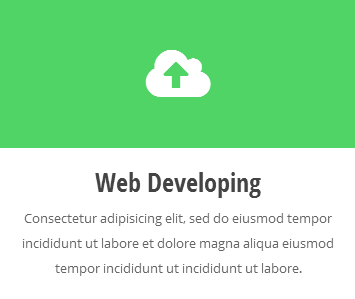 Web Developing
Consectetur adipisicing elit, sed do eiusmod tempor
incididunt ut labore et dolore magna aliqua eiusmod
tempor incididunt ut incididunt ut labore.